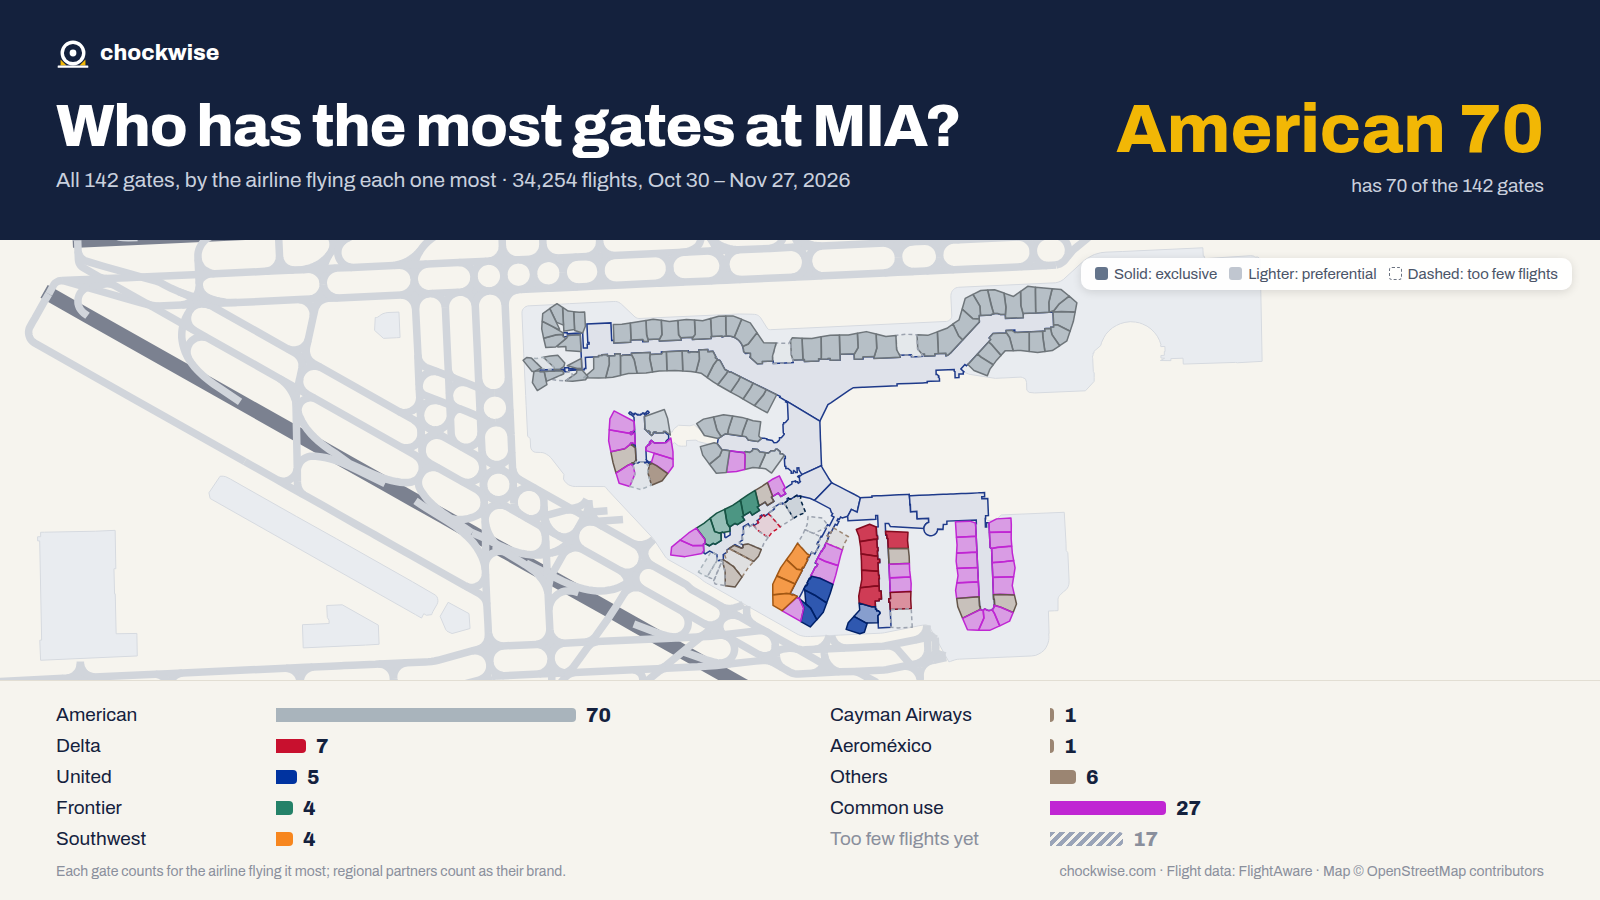 chockwise
Who has the most gates at MIA?
All 142 gates, by the airline flying each one most · 34,254 flights, Oct 30 – Nov 27, 2026
American 70
has 70 of the 142 gates
Solid: exclusive
Lighter: preferential
Dashed: too few flights
American 70
Delta 7
United 5
Frontier 4
Southwest 4
Cayman Airways 1
Aeroméxico 1
Others 6
Common use 27
Too few flights yet 17
Each gate counts for the airline flying it most; regional partners count as their brand.
chockwise.com · Flight data: FlightAware · Map © OpenStreetMap contributors